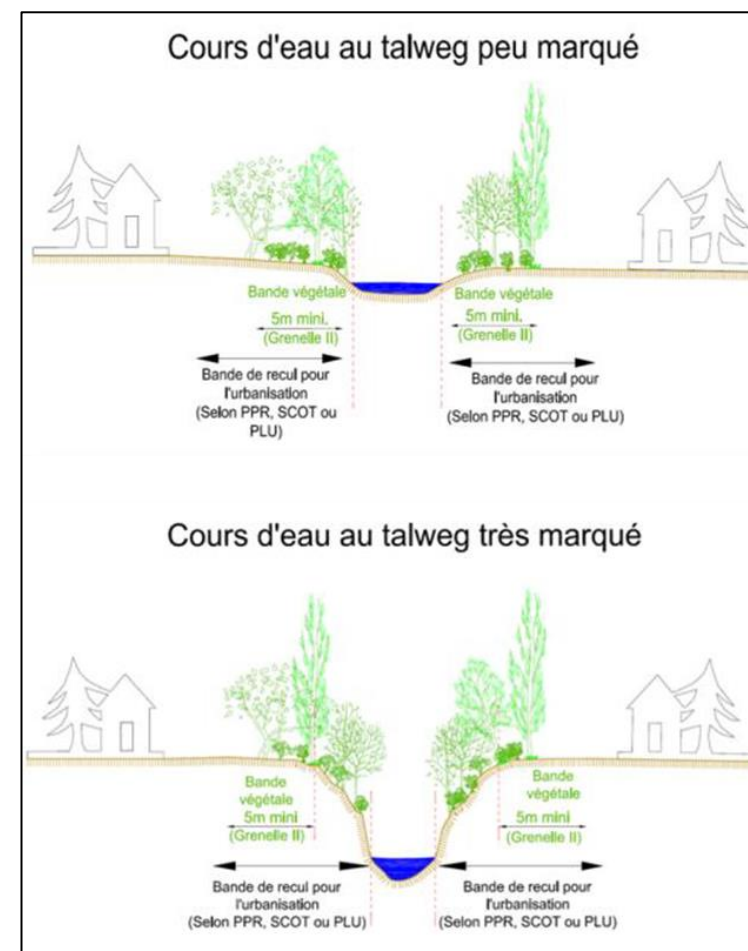 Cours d'eau au talweg peu marqué
Bande végétale
5m mini.
(Grenelle II)
Bande de recul pour
l'urbanisation
(Selon PPR, SCOT ou
PLU)
Bande végétale
5m mini.
(Grenelle II)
Bande de recul pour
l'urbanisation
(Selon PPR, SCOT ou PLU)
Cours d'eau au talweg très marqué
Bande
végétale
5m mini
(Grenelle II)
Bande de recul pour
l'urbanisation
(Selon PPR, SCOT ou PLU)
Bande
végétale
5m mini
(Grenelle II)
Bande de recul pour
l'urbanisation
(Selon PPR, SCOT ou PLU)